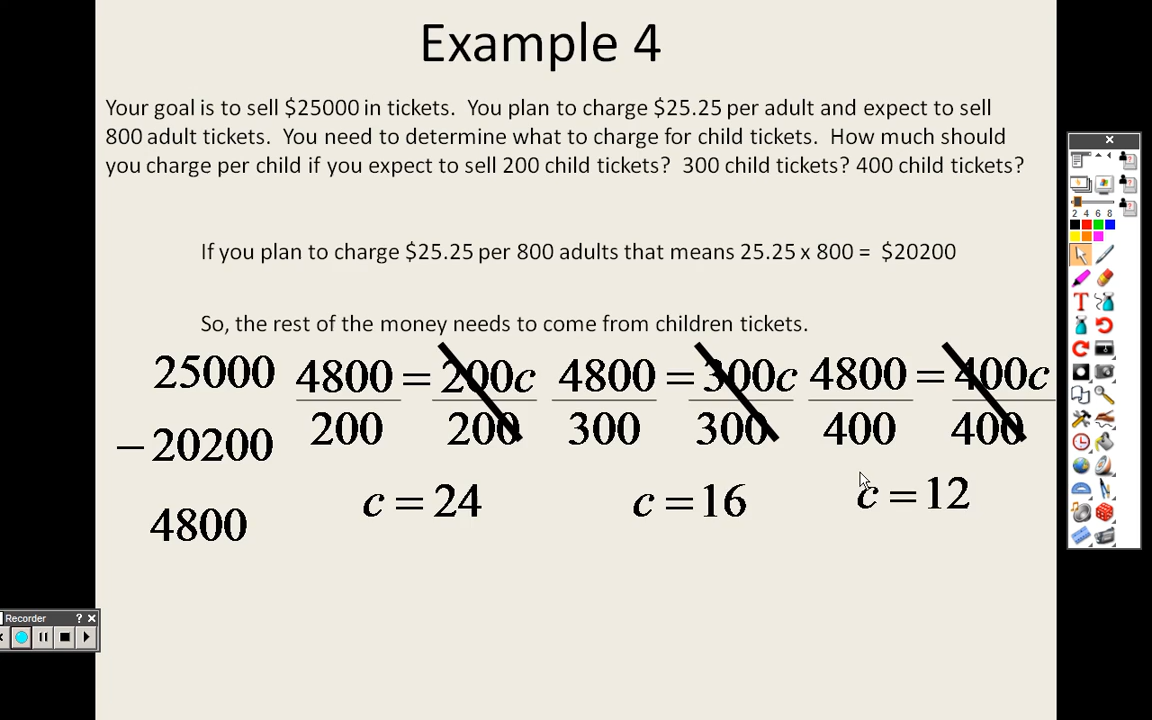 Example 4
Your goal is to sell $25000 in tickets.  You plan to charge $25.25 per adult and expect to sell
800 adult tickets.  You need to determine what to charge for child tickets.  How much should
you charge per child if you expect to sell 200 child tickets?  300 child tickets? 400 child tickets?
If you plan to charge $25.25 per 800 adults that means 25.25 x 800 =  $20200
So, the rest of the money needs to come from children tickets.
25000
− 20200
4800
4800 = 200c
200 200
c = 24
4800 = 300c
300 300
c = 16
4800 = 400c
400 400
c = 12
2 4 6 8
T
Recorder ? ×